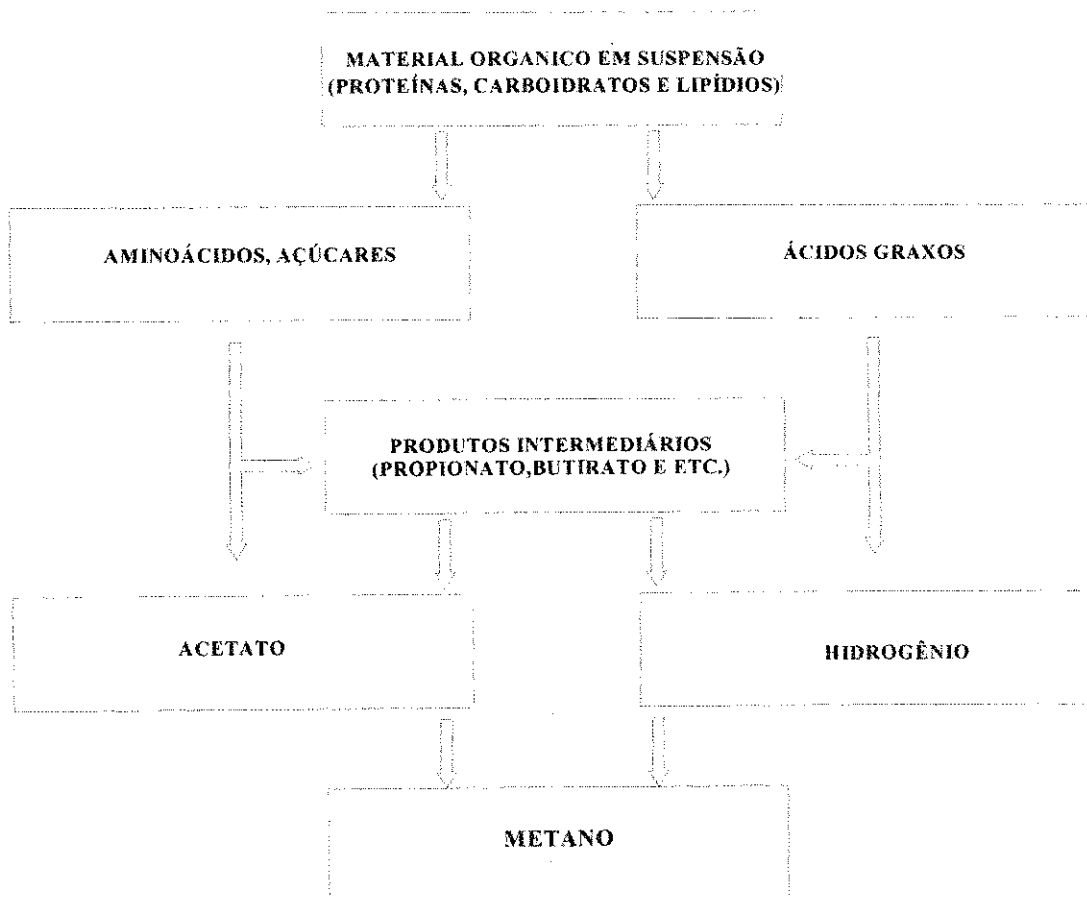 MATERIAL ORGANICO EM SUSPENSÃO
(PROTEÍNAS, CARBOIDRATOS E LIPÍDIOS)
AMINOÁCIDOS, AÇÚCARES
ÁCIDOS GRAXOS
PRODUTOS INTERMEDIÁRIOS
(PROPIONATO,BUTIRATO E ETC.)
ACETATO
HIDROGÊNIO
METANO